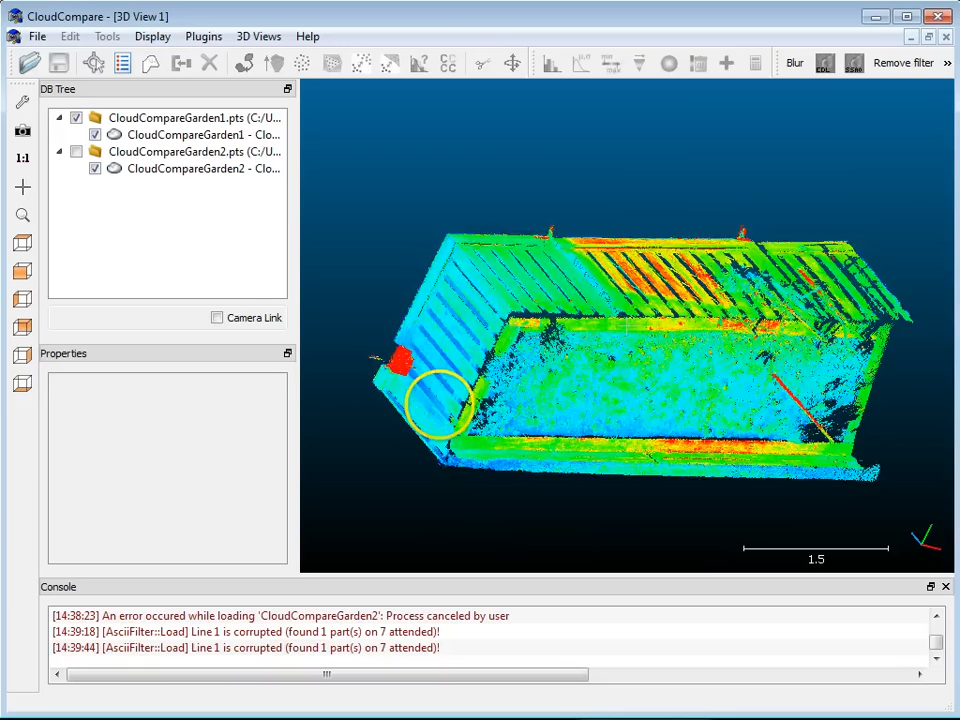 CloudCompare - [3D View 1]
File Edit Tools Display Plugins 3D Views Help
Blur Remove filter »
DB Tree
CloudCompareGarden1.pts (C:/U...
CloudCompareGarden1 - Clo...
CloudCompareGarden2.pts (C:/U...
CloudCompareGarden2 - Clo...
1:1
Camera Link
Properties
1.5
Console
[14:38:23] An error occured while loading 'CloudCompareGarden2': Process canceled by user
[14:39:18] [AsciiFilter::Load] Line 1 is corrupted (found 1 part(s) on 7 attended)!
[14:39:44] [AsciiFilter::Load] Line 1 is corrupted (found 1 part(s) on 7 attended)!